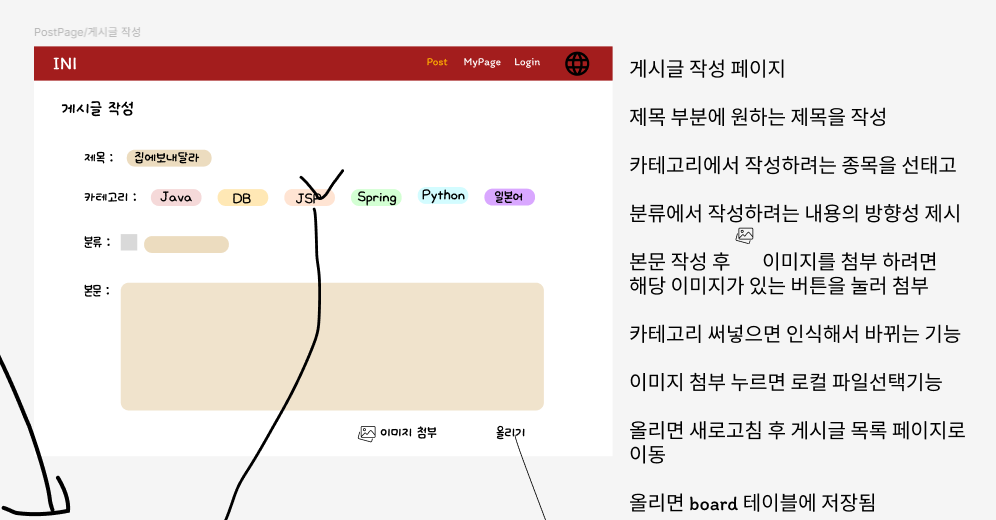 PostPage/게시글 작성
INI
Post MyPage Login
게시글 작성
제목 : 집에보내달라
카테고리 : Java DB JSP Spring Python 일본어
분류 :
본문 :
이미지 첨부 올리기
게시글 작성 페이지
제목 부분에 원하는 제목을 작성
카테고리에서 작성하려는 종목을 선태고
분류에서 작성하려는 내용의 방향성 제시
본문 작성 후 이미지를 첨부 하려면
해당 이미지가 있는 버튼을 눌러 첨부
카테고리 써넣으면 인식해서 바뀌는 기능
이미지 첨부 누르면 로컬 파일선택기능
올리면 새로고침 후 게시글 목록 페이지로
이동
올리면 board 테이블에 저장됨